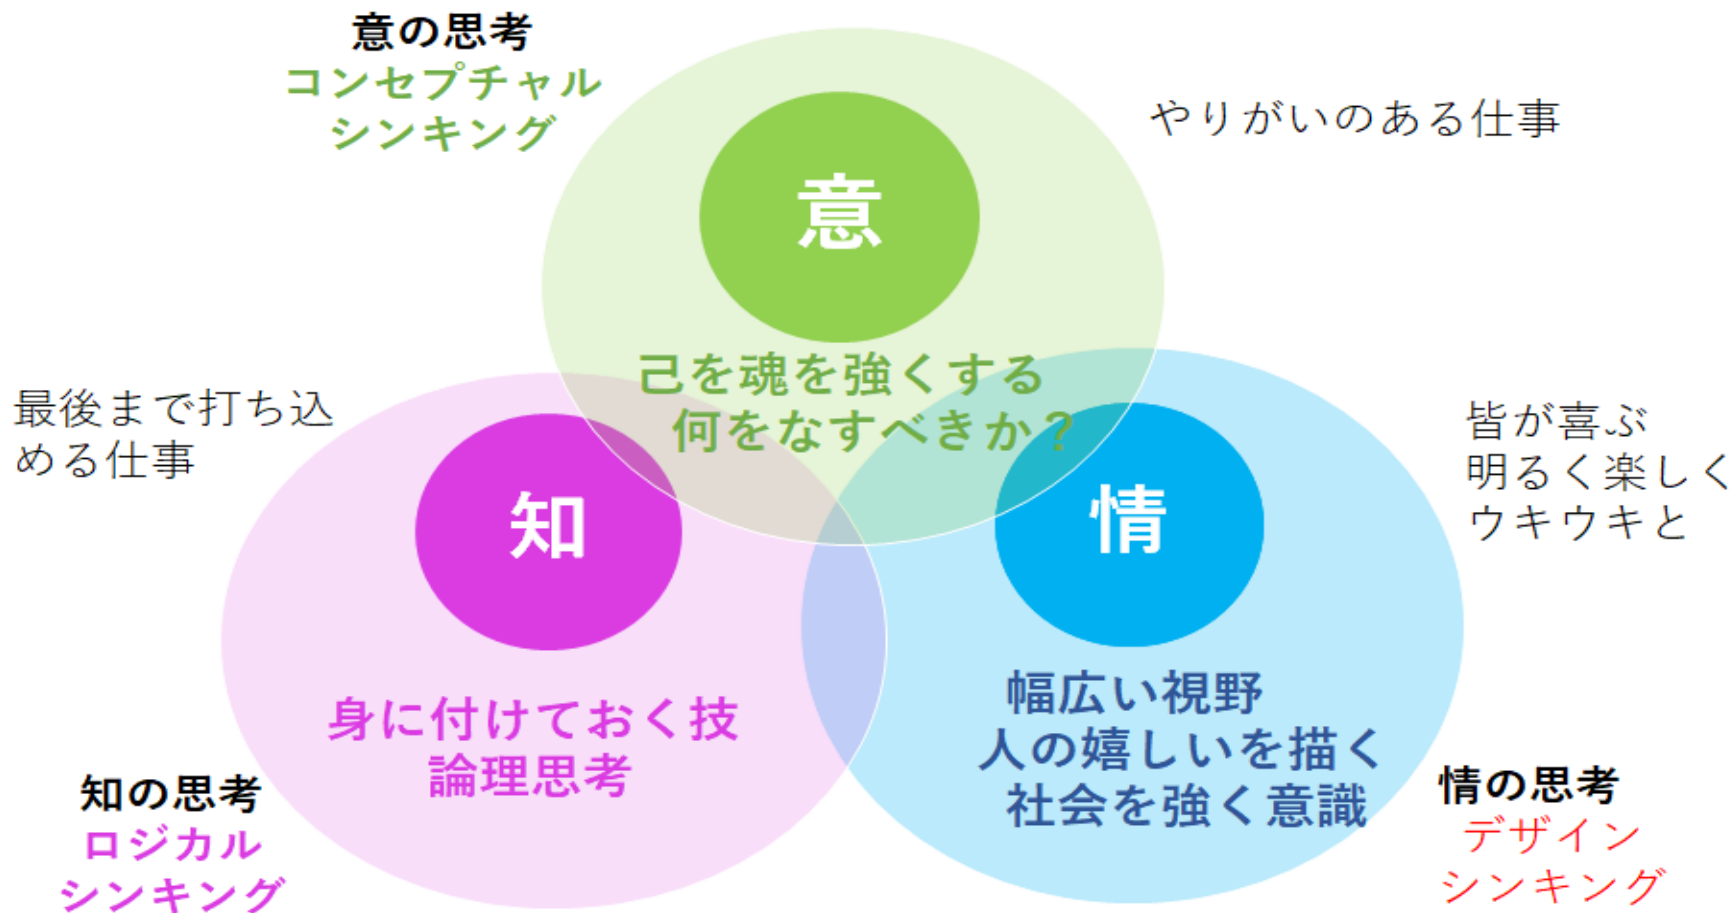 意の思考
コンセプチャル
シンキング
やりがいのある仕事
意
己を魂を強くする
何をなすべきか？
最後まで打ち込
める仕事
知
情
皆が喜ぶ
明るく楽しく
ウキウキと
身に付けておく技
論理思考
幅広い視野
人の嬉しいを描く
社会を強く意識
知の思考
ロジカル
シンキング
情の思考
デザイン
シンキング